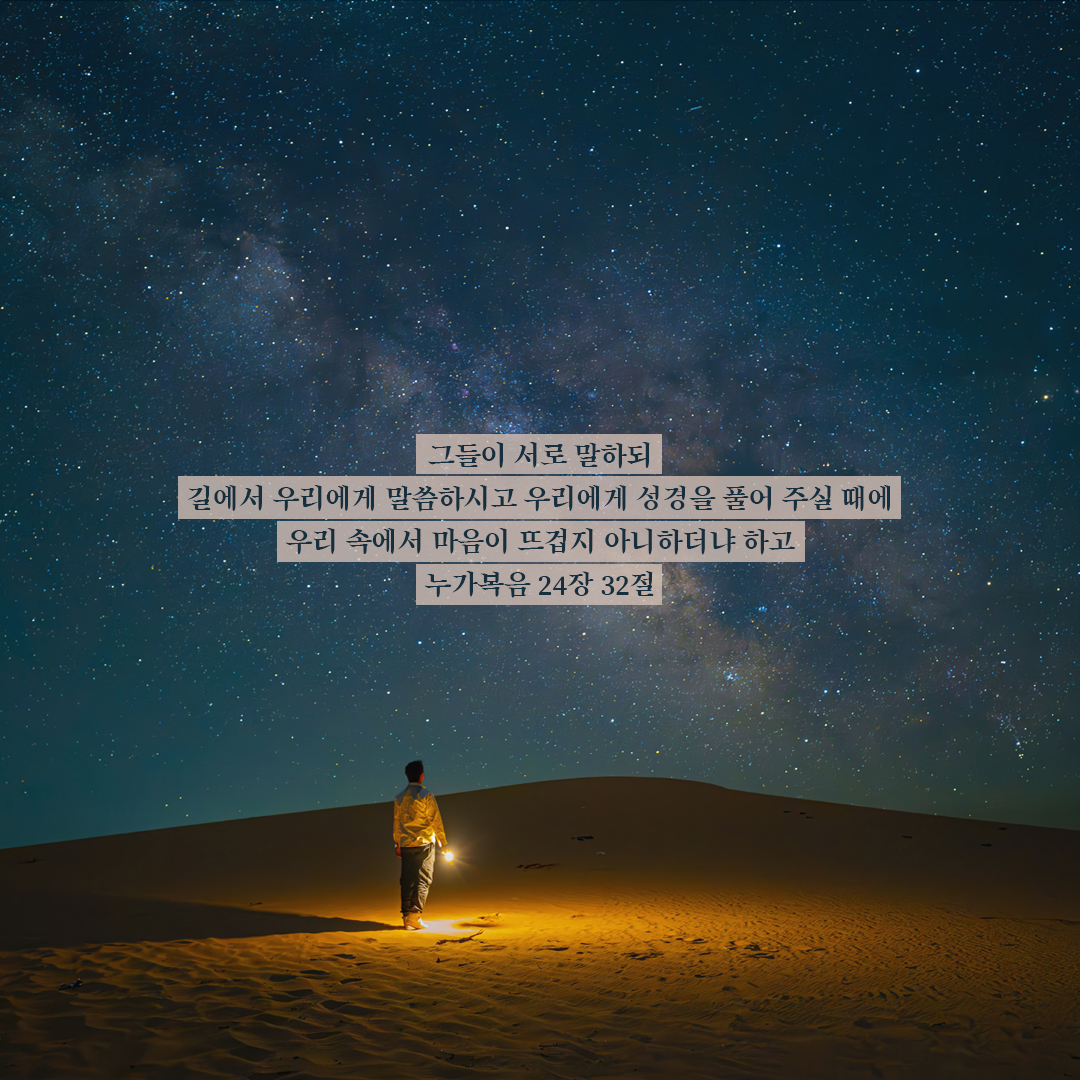 그들이 서로 말하되
길에서 우리에게 말씀하시고 우리에게 성경을 풀어 주실 때에
우리 속에서 마음이 뜨겁지 아니하더냐 하고
누가복음 24장 32절